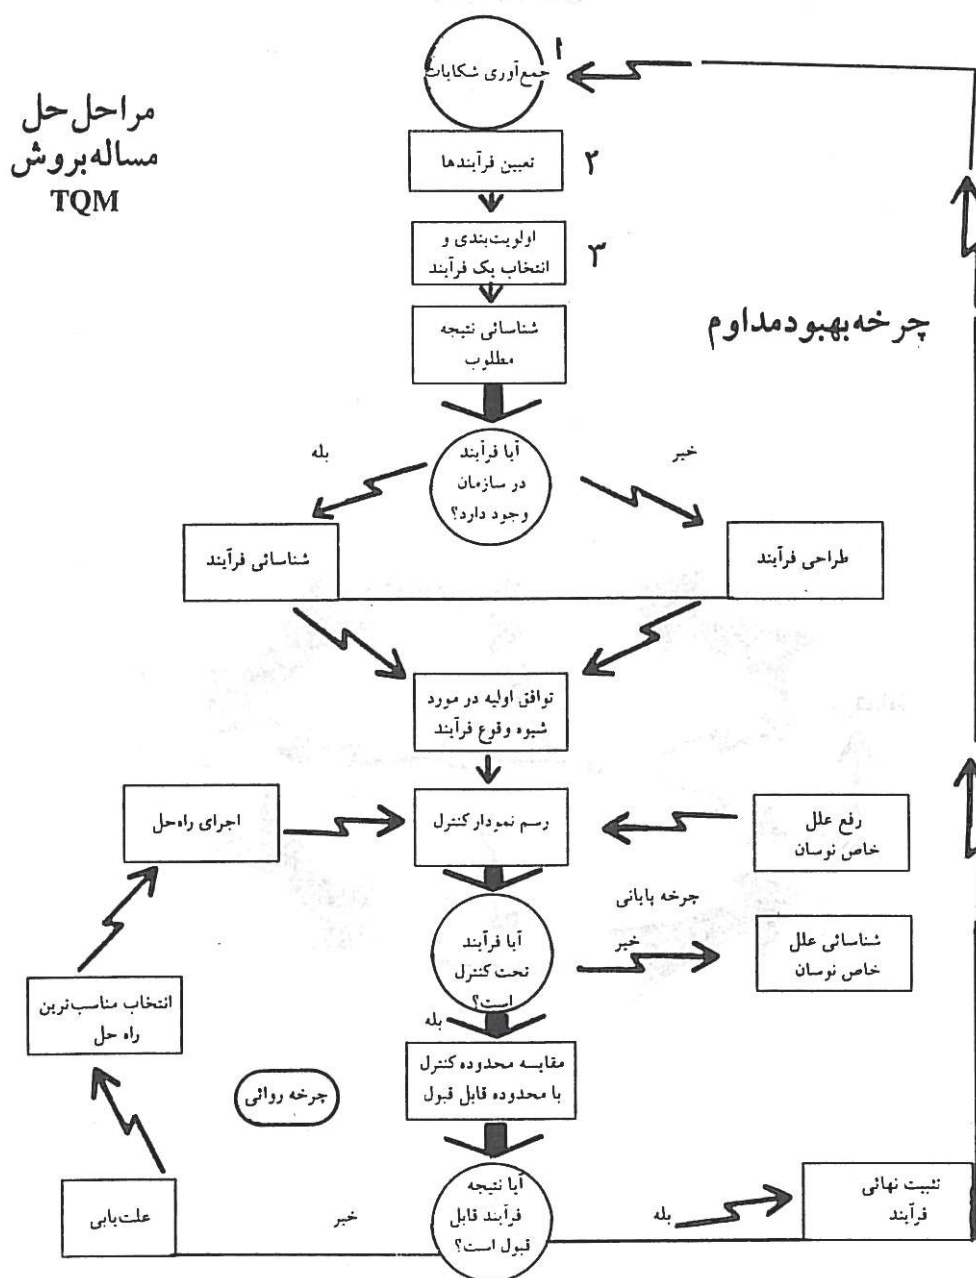 ۱
جمع‌آوری شکایات
مراحل حل
مساله بروش
TQM
تعیین فرآیندها
۲
اولویت‌بندی و
انتخاب یک فرآیند
۳
چرخه بهبود مداوم
شناسائی نتیجه
مطلوب
آیا فرآیند
در سازمان
وجود دارد؟
خیر
بله
طراحی فرآیند
شناسائی فرآیند
توافق اولیه در مورد
شیوه وقوع فرآیند
رفع علل
خاص نوسان
رسم نمودار کنترل
اجرای راه‌حل
چرخه پایانی
آیا فرآیند
تحت کنترل
است؟
خیر
شناسائی علل
خاص نوسان
بله
انتخاب مناسب‌ترین
راه حل
مقایسه محدوده کنترل
با محدوده قابل قبول
چرخه روائی
آیا نتیجه
فرآیند قابل
قبول است؟
بله
تثبیت نهائی
فرآیند
خیر
علت‌یابی